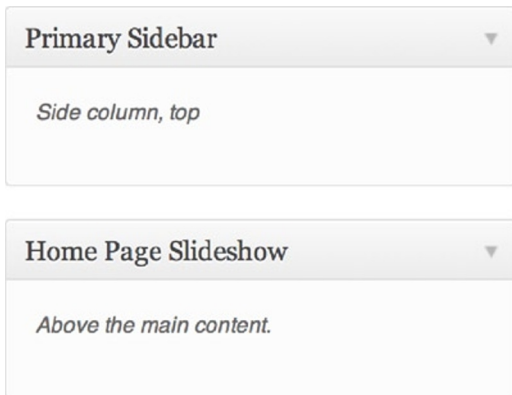 Primary Sidebar
Side column, top
Home Page Slideshow
Above the main content.